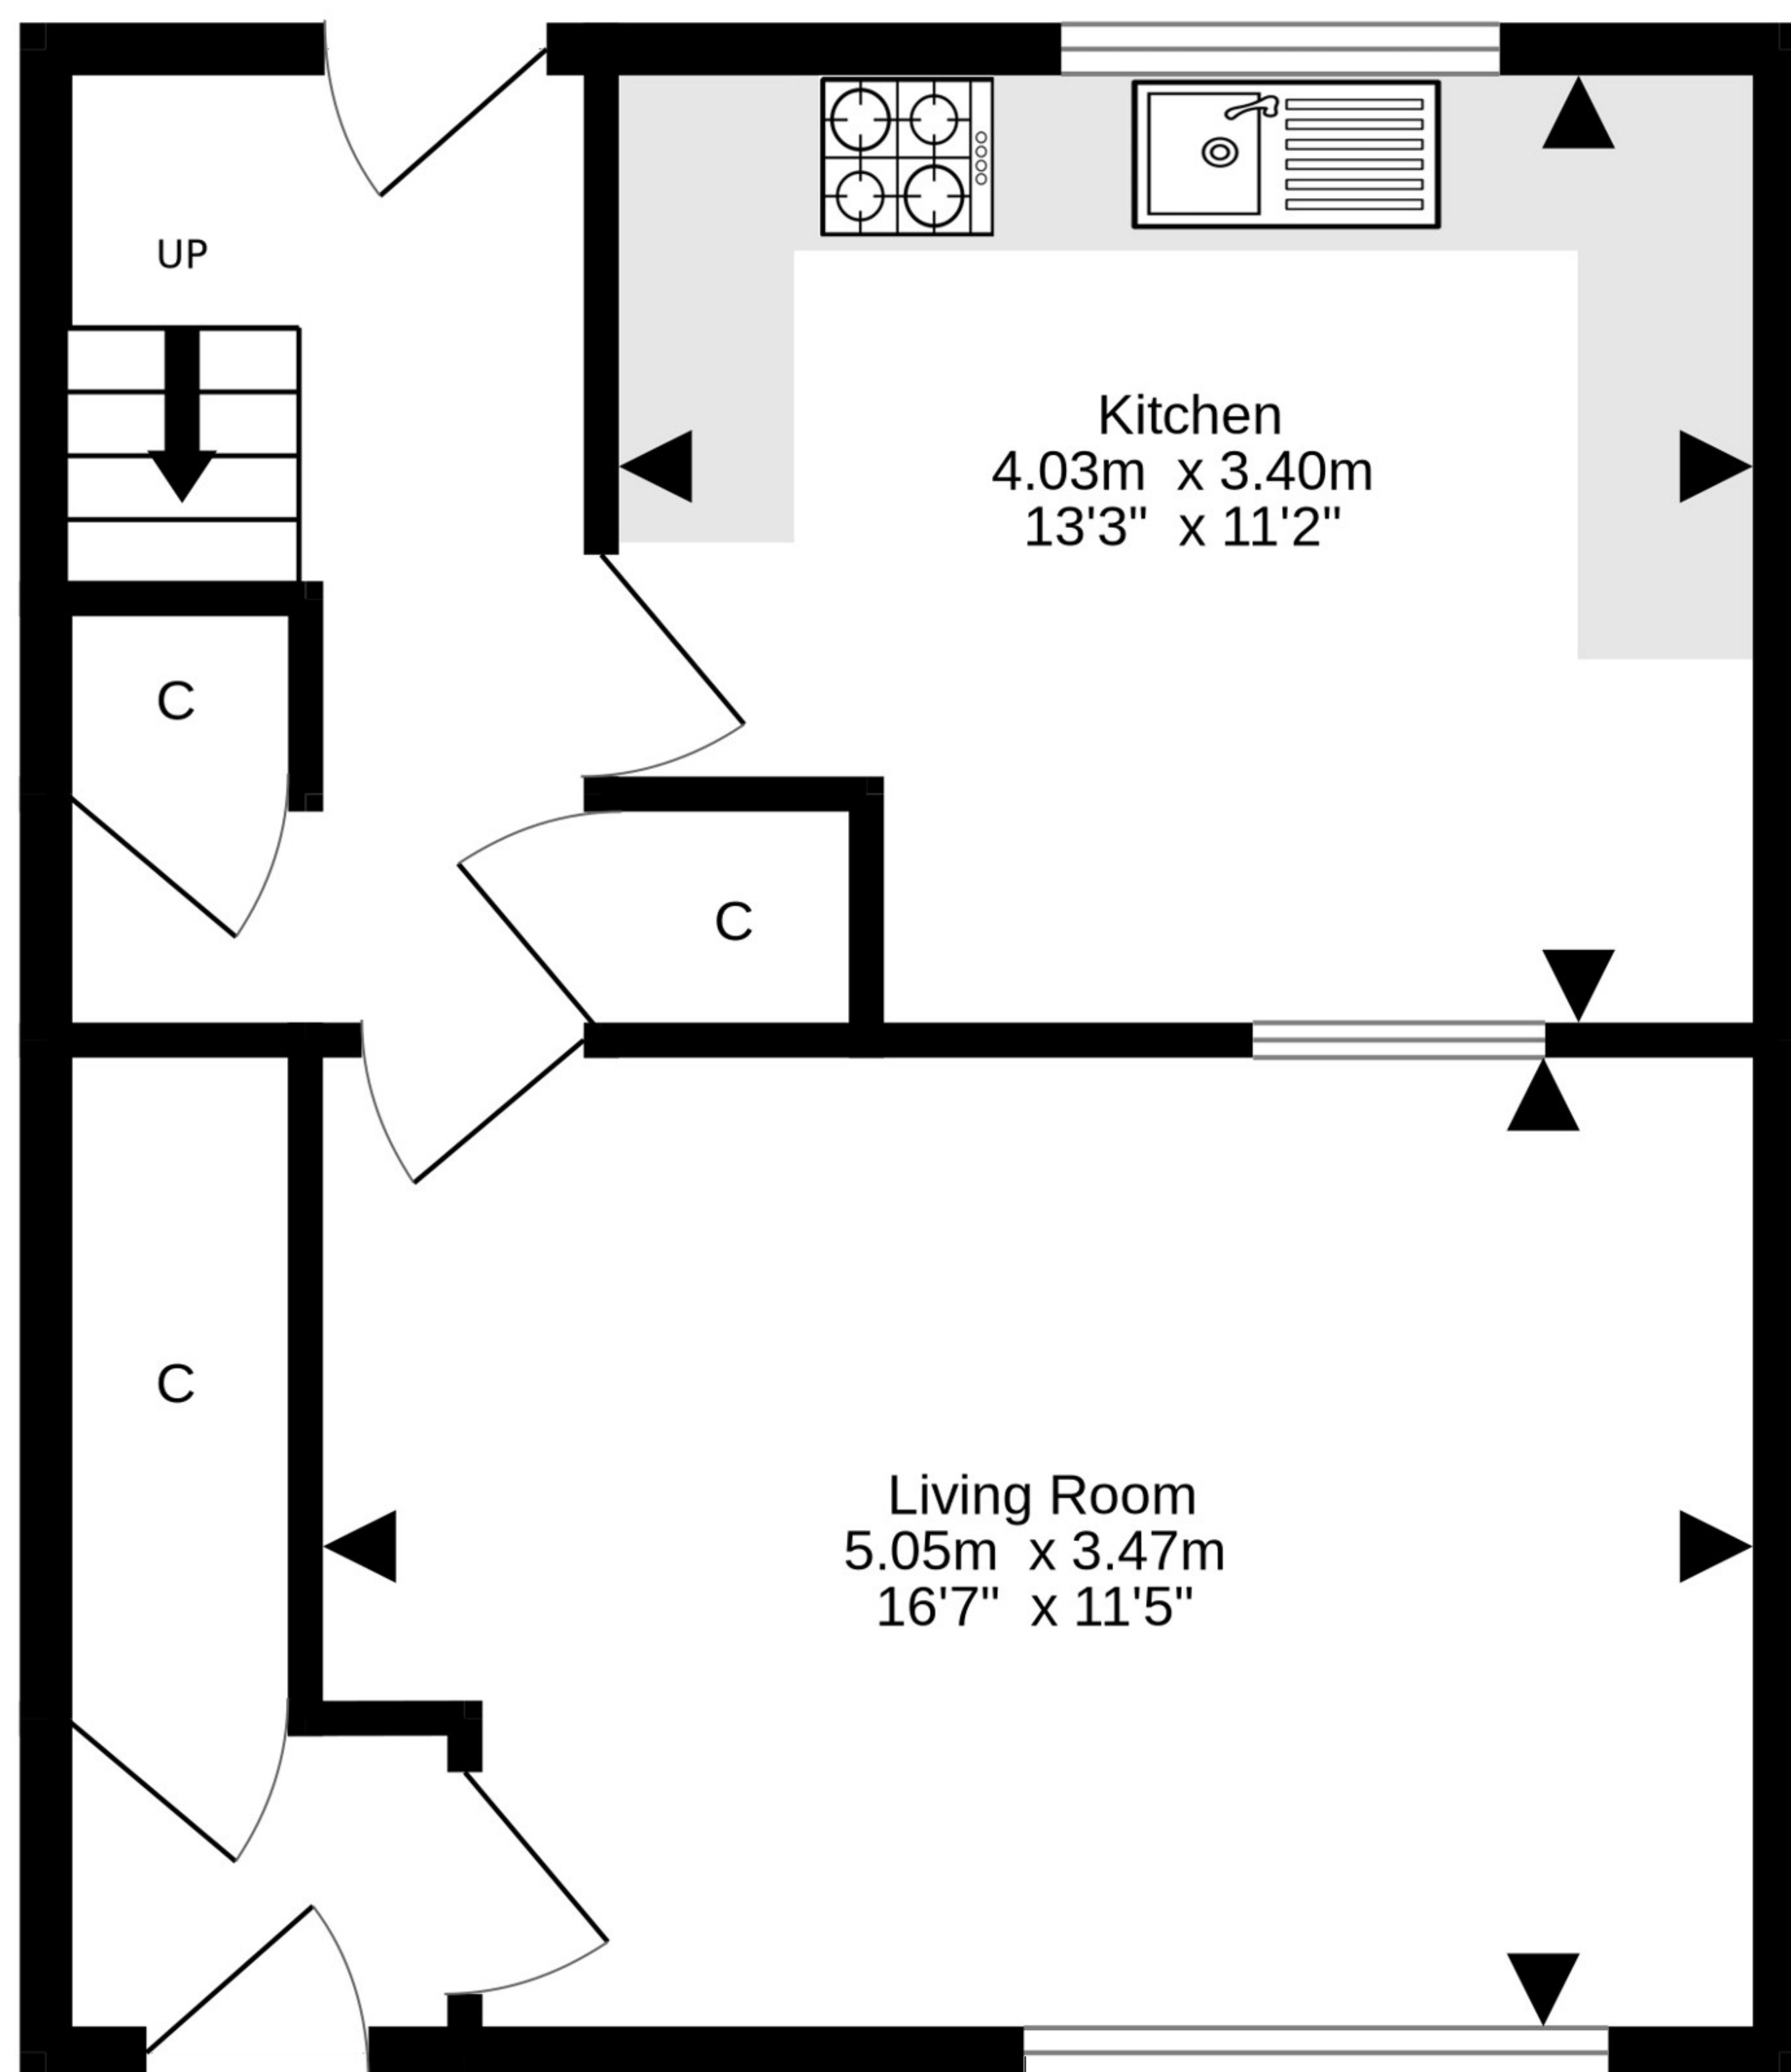 UP
Kitchen
4.03m x 3.40m
13'3" x 11'2"
C
C
C
Living Room
5.05m x 3.47m
16'7" x 11'5"